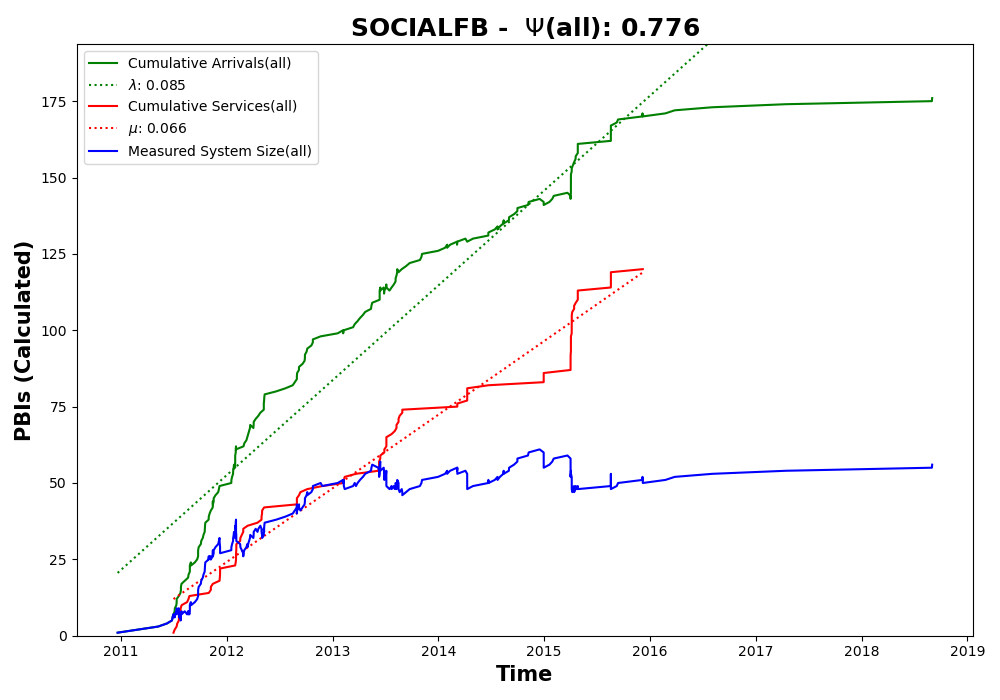 SOCIALFB - Ψ(all): 0.776
Cumulative Arrivals(all)
λ: 0.085
Cumulative Services(all)
μ: 0.066
Measured System Size(all)
PBIs (Calculated)
175
150
125
100
75
50
25
0
2011 2012 2013 2014 2015 2016 2017 2018 2019
Time